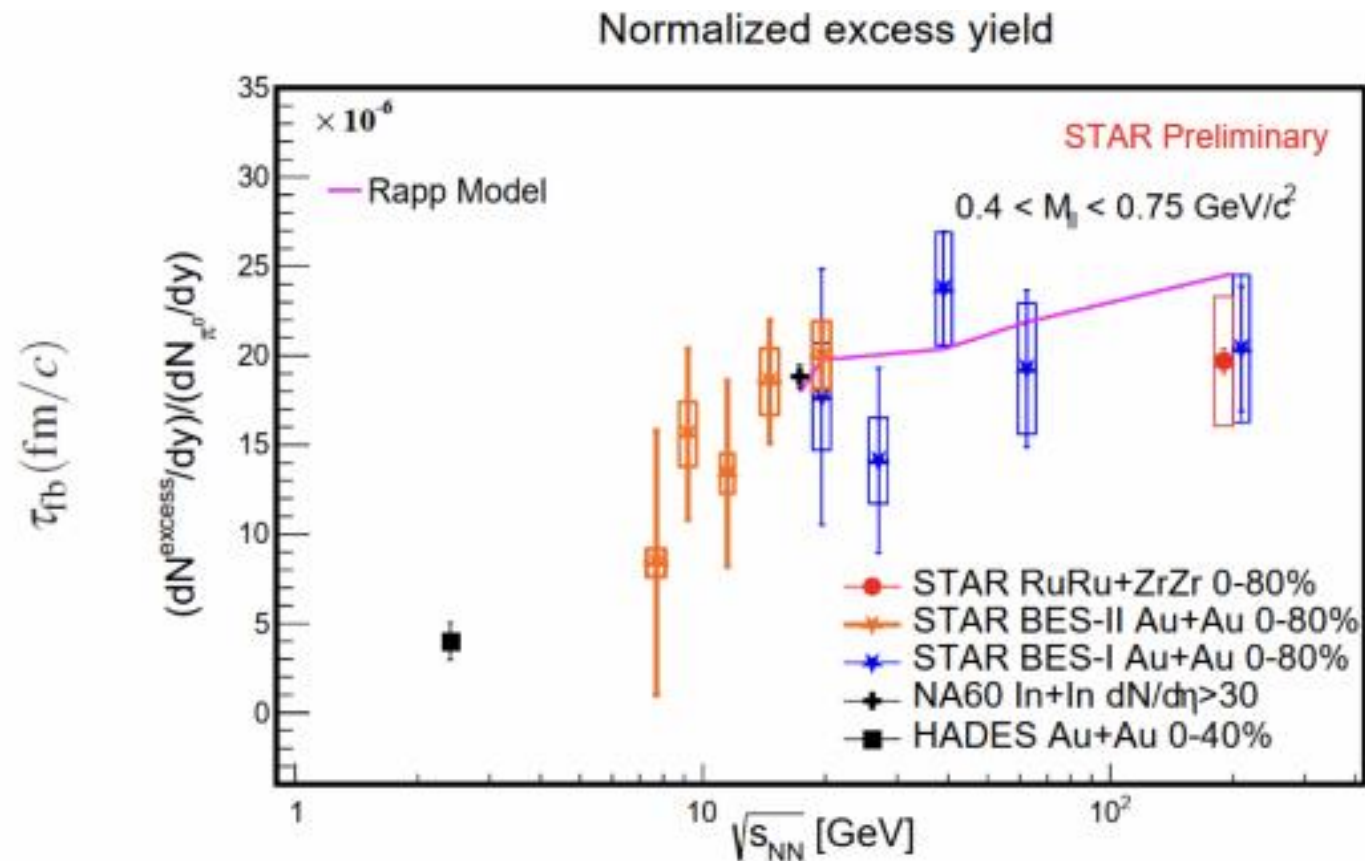 Normalized excess yield
35
30
25
20
15
10
5
0
× 10⁻⁶
STAR Preliminary
Rapp Model
0.4 < M_ll < 0.75 GeV/c²
τ_fb (fm/c)
(dN^excess/dy)/(dN_π⁰/dy)
STAR RuRu+ZrZr 0-80%
STAR BES-II Au+Au 0-80%
STAR BES-I Au+Au 0-80%
NA60 In+In dN/dη>30
HADES Au+Au 0-40%
1 10 10²
√s_NN [GeV]